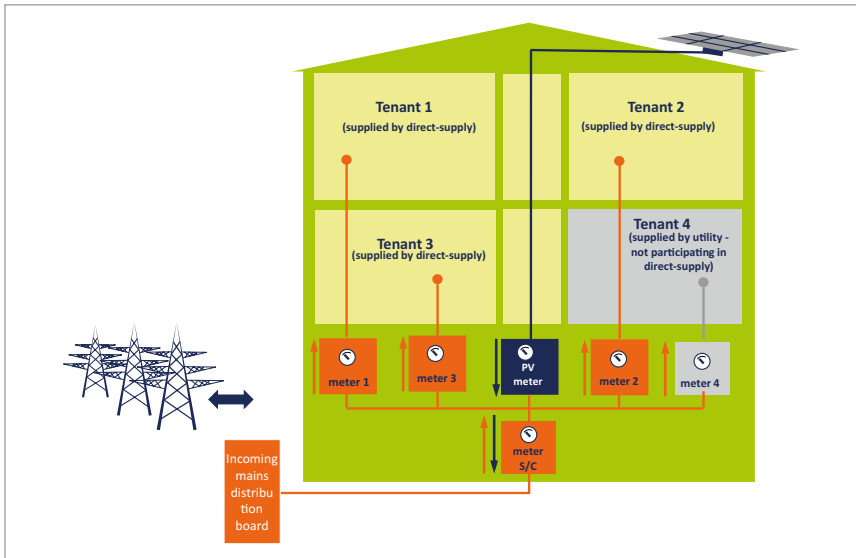 Tenant 1
(supplied by direct-supply)
Tenant 2
(supplied by direct-supply)
Tenant 3
(supplied by direct-supply)
Tenant 4
(supplied by utility -
not participating in
direct-supply)
meter 1
meter 3
PV
meter
meter 2
meter 4
meter
S/C
Incoming
mains
distribu
tion
board